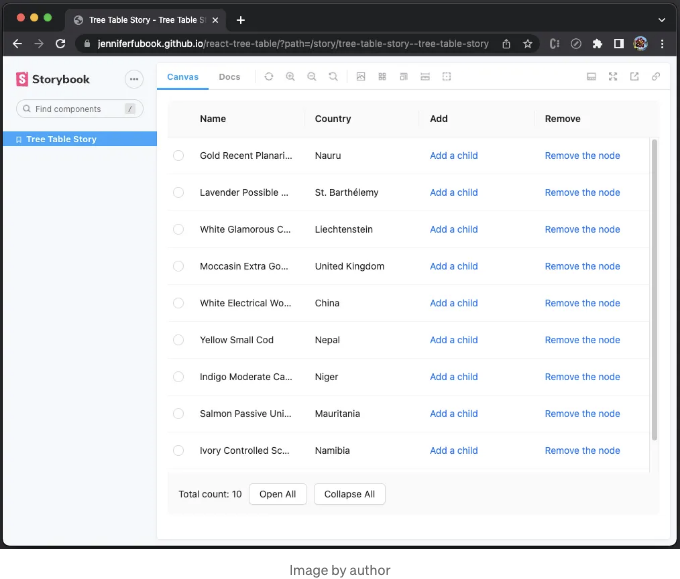 Tree Table Story - Tree Table St
jenniferfubook.github.io/react-tree-table/?path=/story/tree-table-story--tree-table-story
Storybook
Canvas Docs
Find components /
Tree Table Story
Name Country Add Remove
Gold Recent Planari... Nauru Add a child Remove the node
Lavender Possible ... St. Barthélemy Add a child Remove the node
White Glamorous C... Liechtenstein Add a child Remove the node
Moccasin Extra Go... United Kingdom Add a child Remove the node
White Electrical Wo... China Add a child Remove the node
Yellow Small Cod Nepal Add a child Remove the node
Indigo Moderate Ca... Niger Add a child Remove the node
Salmon Passive Uni... Mauritania Add a child Remove the node
Ivory Controlled Sc... Namibia Add a child Remove the node
Total count: 10 Open All Collapse All
Image by author